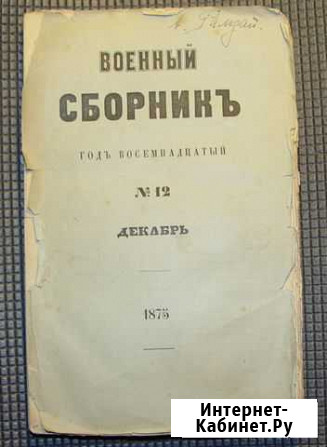 ВОЕННЫЙ
СБОРНИКЪ
ГОДЪ ВОСЕМНАДЦАТЫЙ
№ 12
ДЕКАБРЬ
1875
Интернет-
Кабинет.Ру